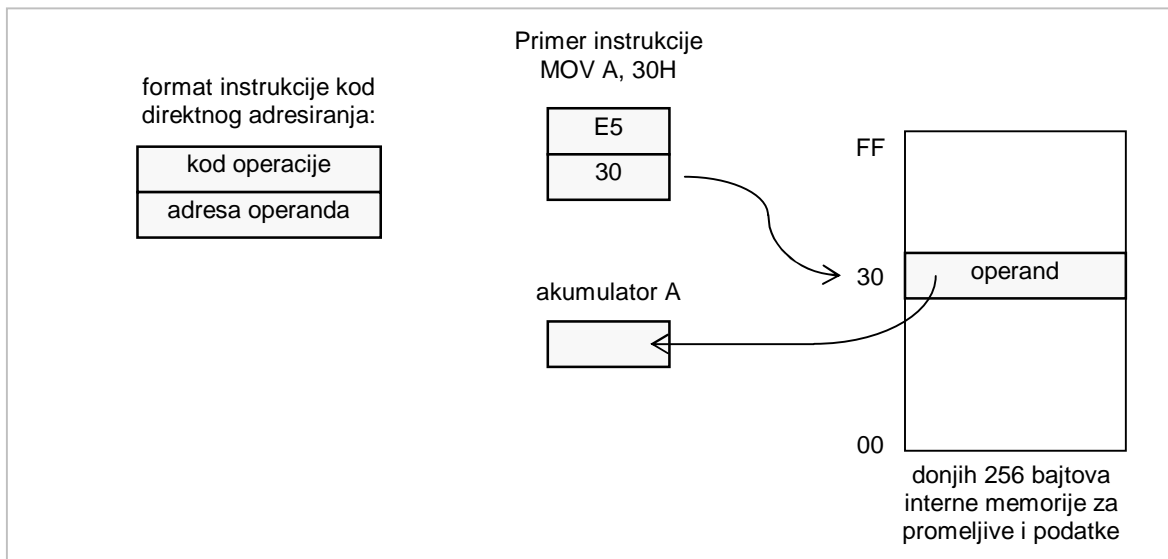 Primer instrukcije
MOV A, 30H
format instrukcije kod
direktnog adresiranja:
kod operacije
adresa operanda
E5
30
akumulator A
FF
30
operand
00
donjih 256 bajtova
interne memorije za
promeljive i podatke